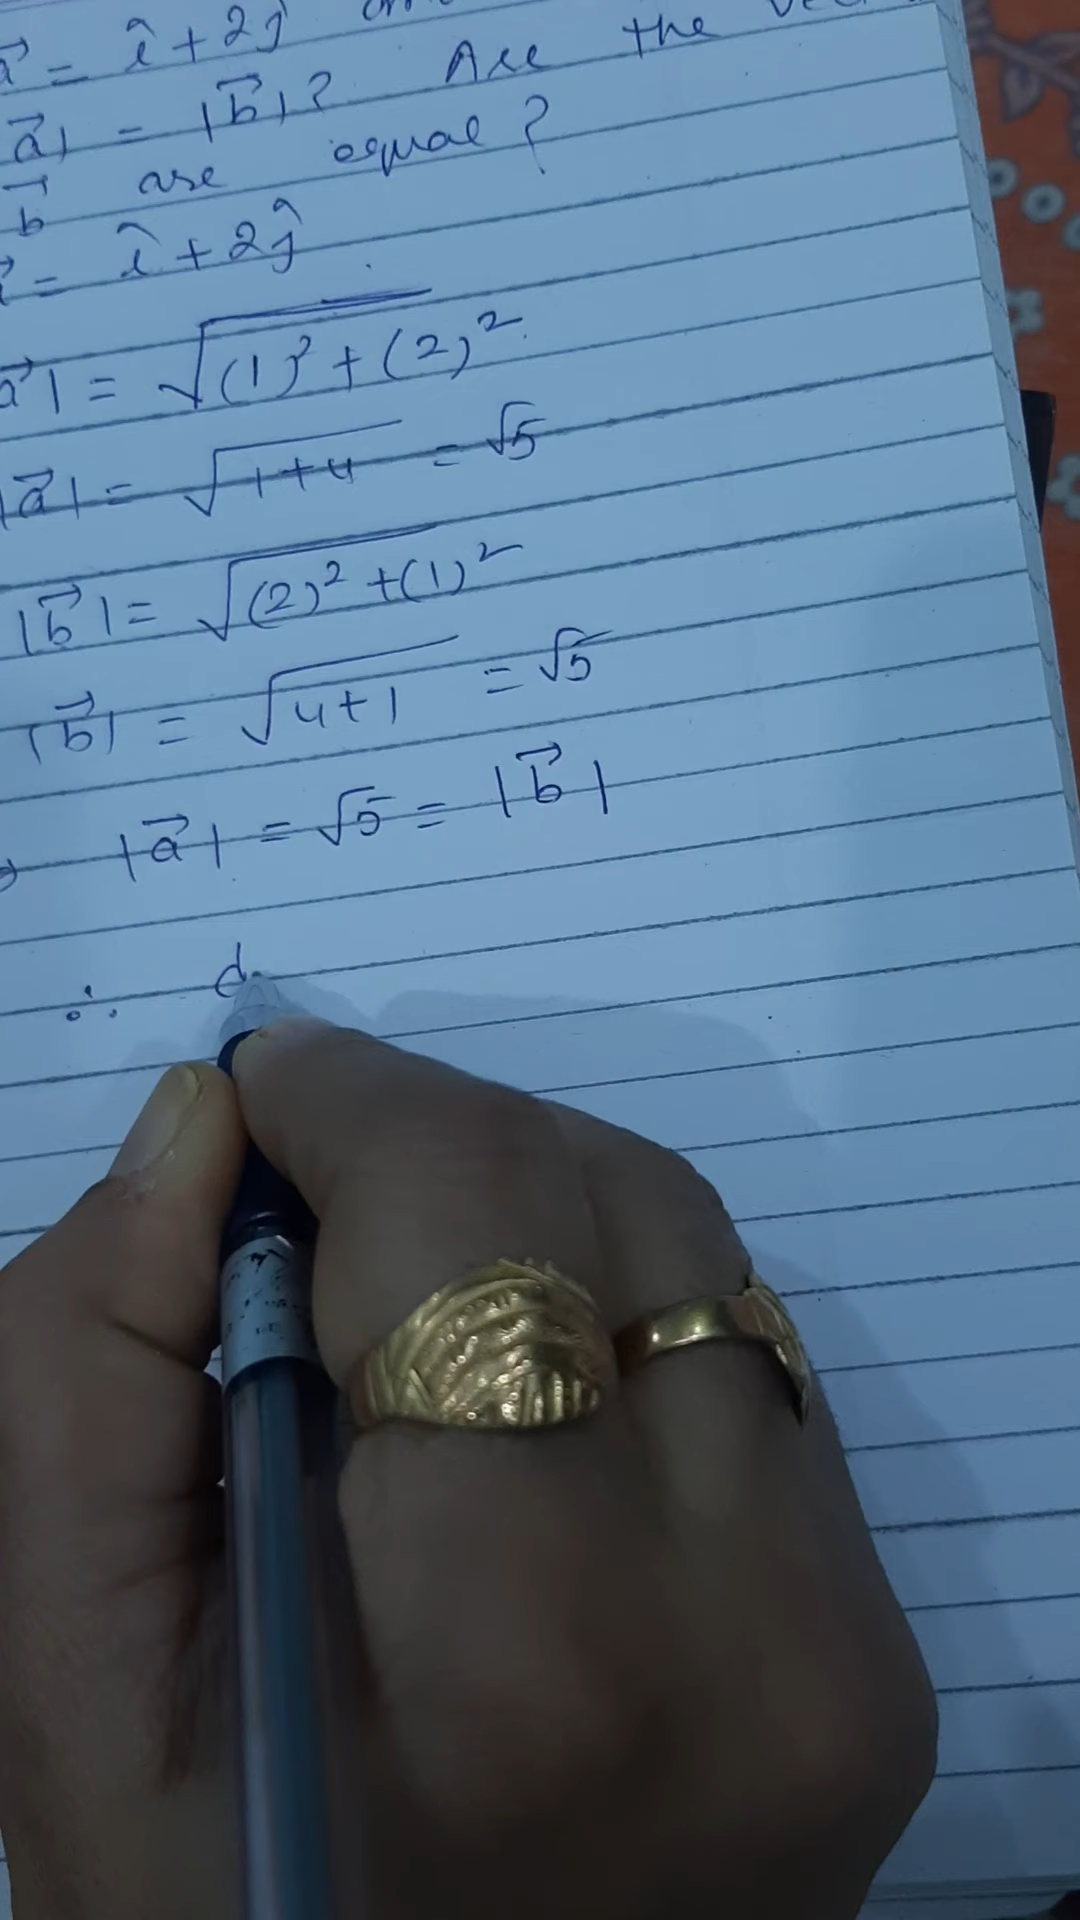 a⃗ = î + 2ĵ
a⃗| = |b⃗|? Are the
b⃗ are equal?
= î + 2ĵ
a⃗| = √(1)² + (2)²
|a⃗| = √1+4 = √5
|b⃗| = √(2)² + (1)²
|b⃗| = √4+1 = √5
|a⃗| = √5 = |b⃗|
∴ d